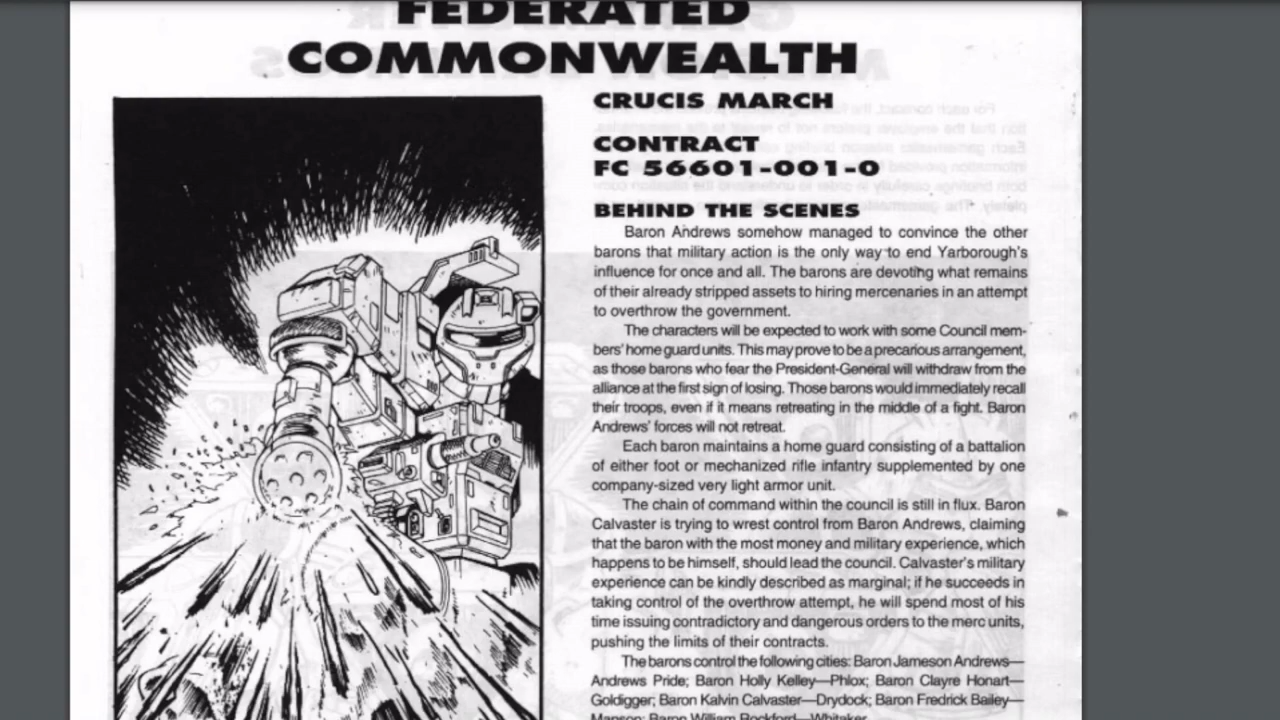 FEDERATED
COMMONWEALTH
CRUCIS MARCH
CONTRACT
FC 56601-001-0
BEHIND THE SCENES
Baron Andrews somehow managed to convince the other
barons that military action is the only way to end Yarborough's
influence for once and all. The barons are devoting what remains
of their already stripped assets to hiring mercenaries in an attempt
to overthrow the government.
The characters will be expected to work with some Council mem-
bers' home guard units. This may prove to be a precarious arrangement,
as those barons who fear the President-General will withdraw from the
alliance at the first sign of losing. Those barons would immediately recall
their troops, even if it means retreating in the middle of a fight. Baron
Andrews' forces will not retreat.
Each baron maintains a home guard consisting of a battalion
of either foot or mechanized rifle infantry supplemented by one
company-sized very light armor unit.
The chain of command within the council is still in flux. Baron
Calvaster is trying to wrest control from Baron Andrews, claiming
that the baron with the most money and military experience, which
happens to be himself, should lead the council. Calvaster's military
experience can be kindly described as marginal; if he succeeds in
taking control of the overthrow attempt, he will spend most of his
time issuing contradictory and dangerous orders to the merc units,
pushing the limits of their contracts.
The barons control the following cities: Baron Jameson Andrews—
Andrews Pride; Baron Holly Kelley—Phlox; Baron Clayre Honart—
Goldigger; Baron Kalvin Calvaster—Drydock; Baron Fredrick Bailey—
Manson; Baron William Rockford—Whitaker